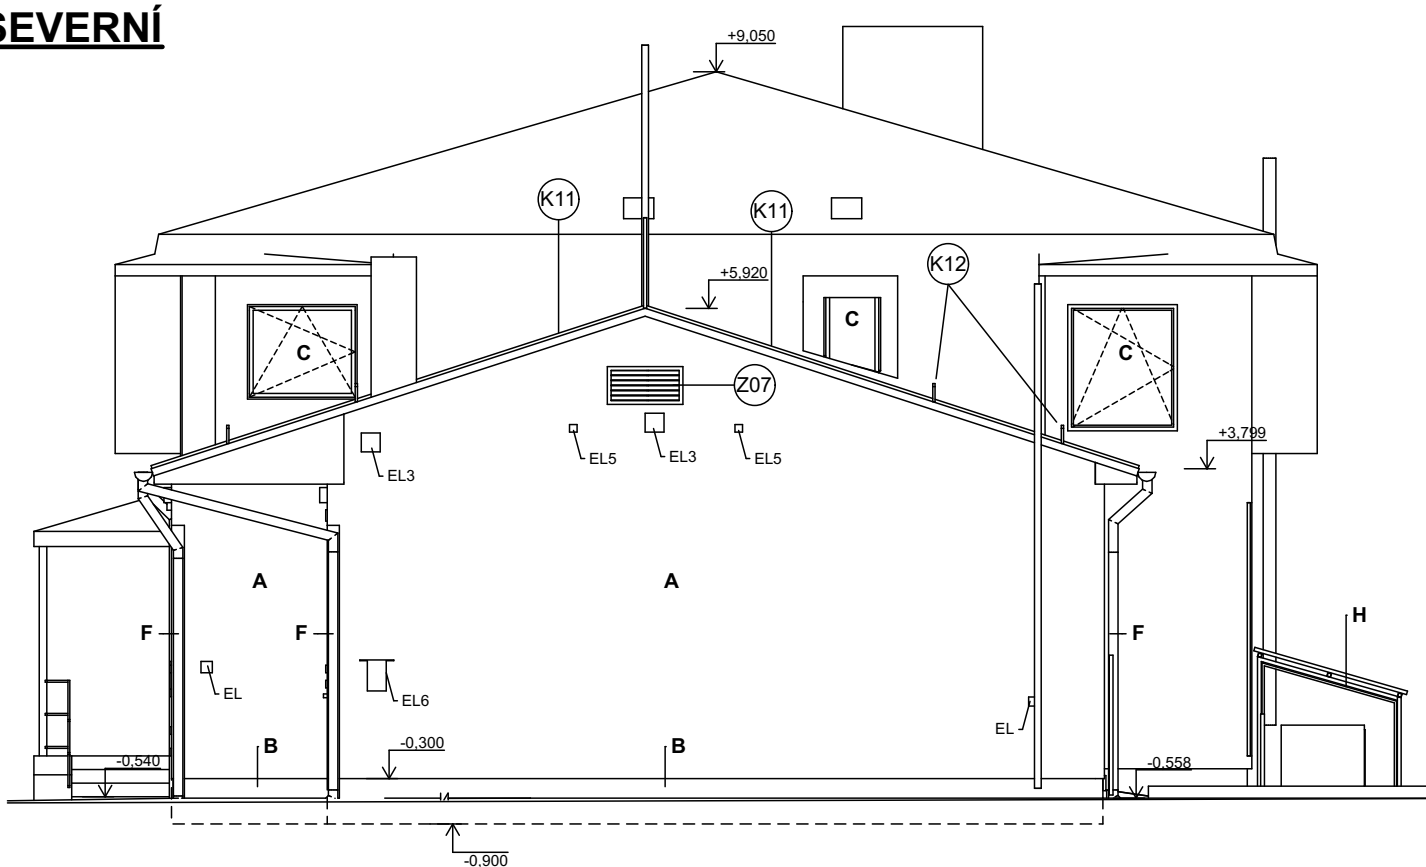 SEVERNÍ
+9,050
K11
K11
K12
+5,920
C
C
C
Z07
+3,799
EL3
EL5
EL3
EL5
A
A
H
F
F
F
EL
EL6
EL
B
B
-0,300
-0,540
-0,558
-0,900